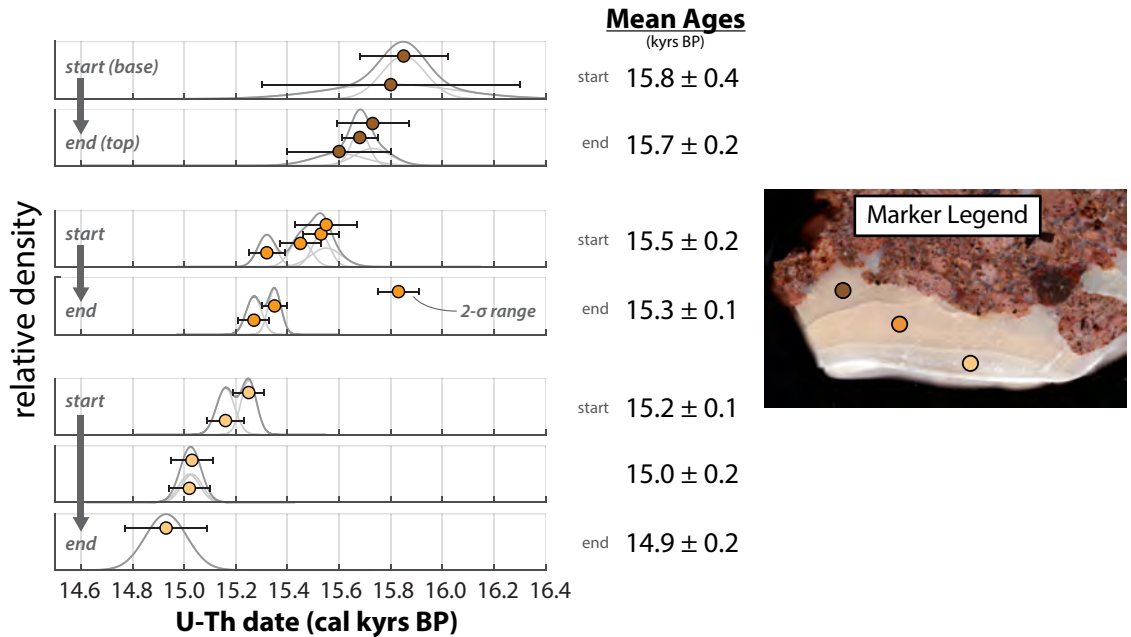 Mean Ages
(kyrs BP)
start (base)
start 15.8 ± 0.4
end (top)
end 15.7 ± 0.2
relative density
start
start 15.5 ± 0.2
end
2-σ range
end 15.3 ± 0.1
start
start 15.2 ± 0.1
15.0 ± 0.2
end
end 14.9 ± 0.2
14.6 14.8 15.0 15.2 15.4 15.6 15.8 16.0 16.2 16.4
U-Th date (cal kyrs BP)
Marker Legend